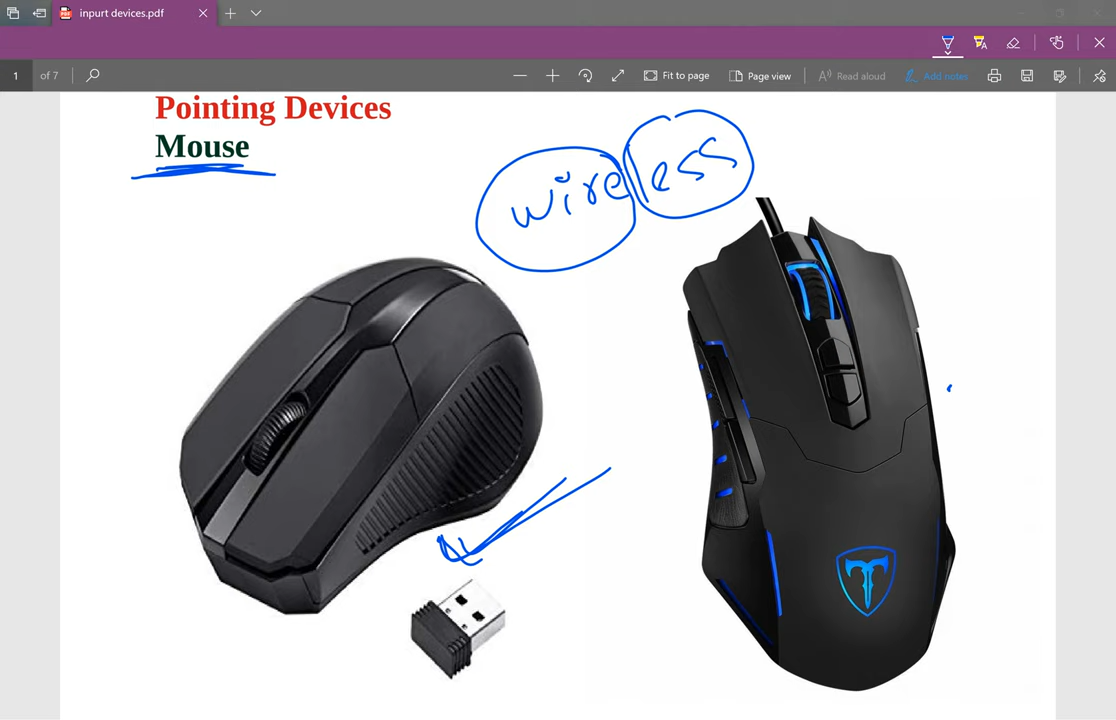 inpurt devices.pdf
1 of 7 Fit to page Page view Read aloud Add notes
Pointing Devices
Mouse
wireless